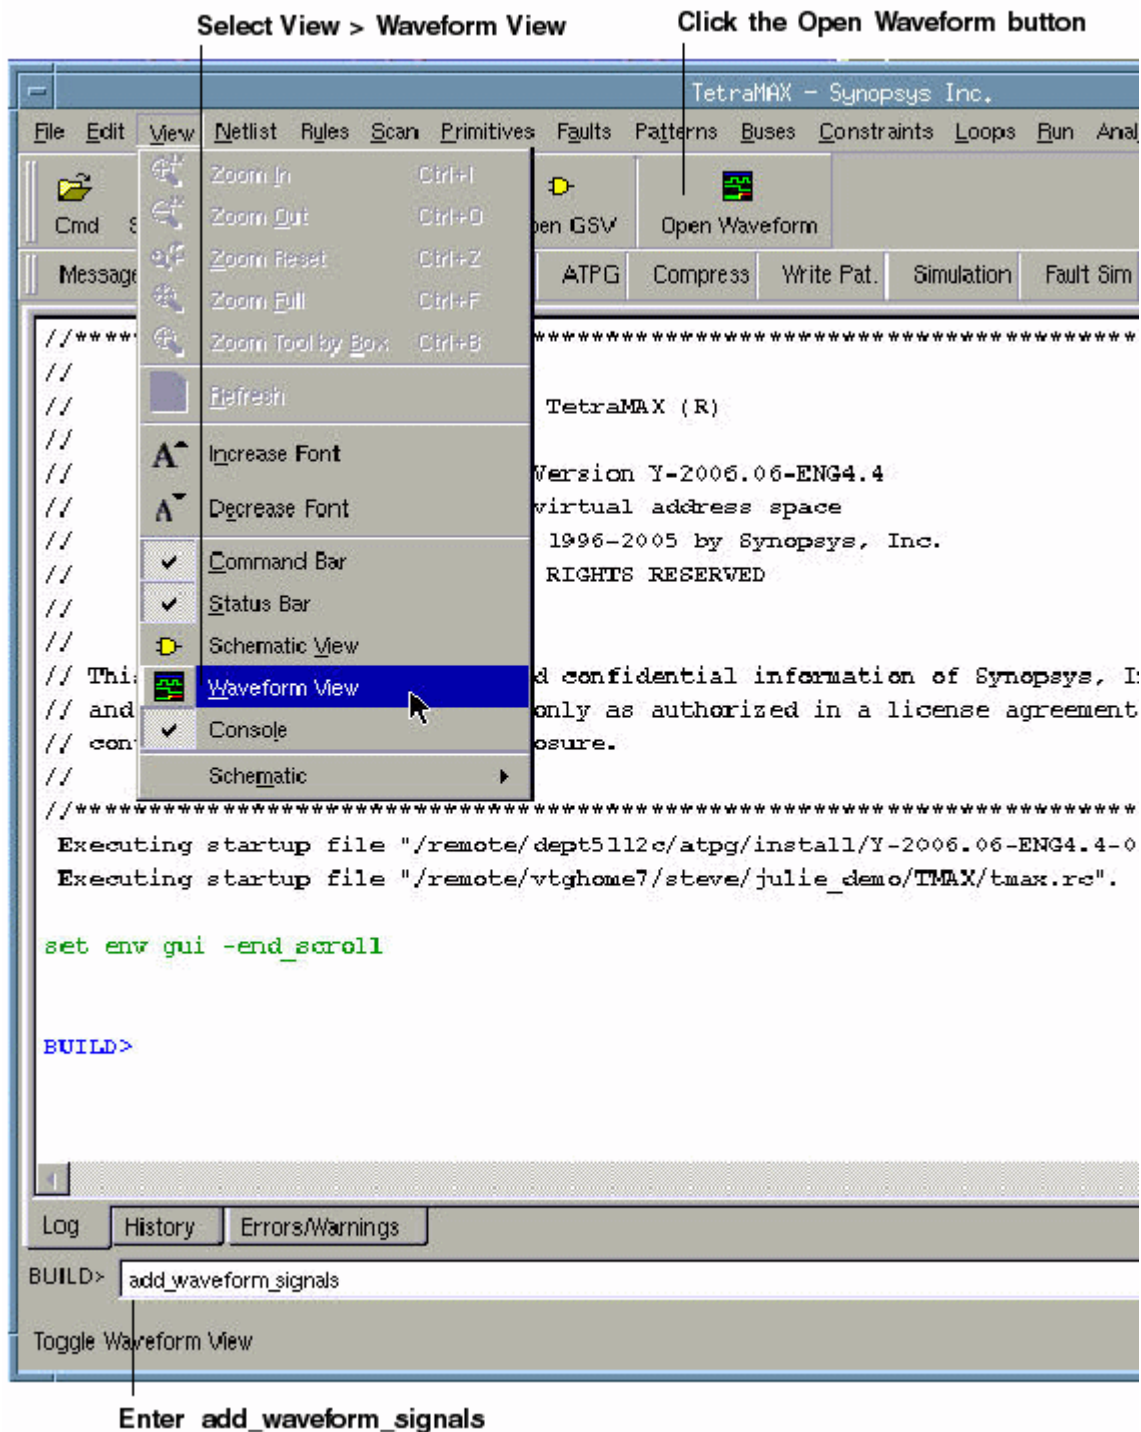 Select View > Waveform View
Click the Open Waveform button
TetraMAX - Synopsys Inc.
File Edit View Netlist Rules Scan Primitives Faults Patterns Buses Constraints Loops Run Anal
Cmd S
en GSV
Open Waveform
Message
ATPG
Compress
Write Pat.
Simulation
Fault Sim
Zoom In Ctrl+I
Zoom Out Ctrl+O
Zoom Reset Ctrl+Z
Zoom Full Ctrl+F
Zoom Tool by Box Ctrl+B
Refresh
Increase Font
Decrease Font
Command Bar
Status Bar
Schematic View
Waveform View
Console
Schematic
//**** *****************************************
//
// TetraMAX (R)
//
// Version Y-2006.06-ENG4.4
// virtual address space
// 1996-2005 by Synopsys, Inc.
// RIGHTS RESERVED
//
//
// Thi d confidential information of Synopsys, I
// and only as authorized in a license agreement
// con osure.
//
//************************************************************************
Executing startup file "/remote/dept5112c/atpg/install/Y-2006.06-ENG4.4-0
Executing startup file "/remote/vtghome7/steve/julie_demo/TMAX/tmax.rc".
set env gui -end_scroll
BUILD>
Log
History
Errors/Warnings
BUILD> add_waveform_signals
Toggle Waveform View
Enter add_waveform_signals